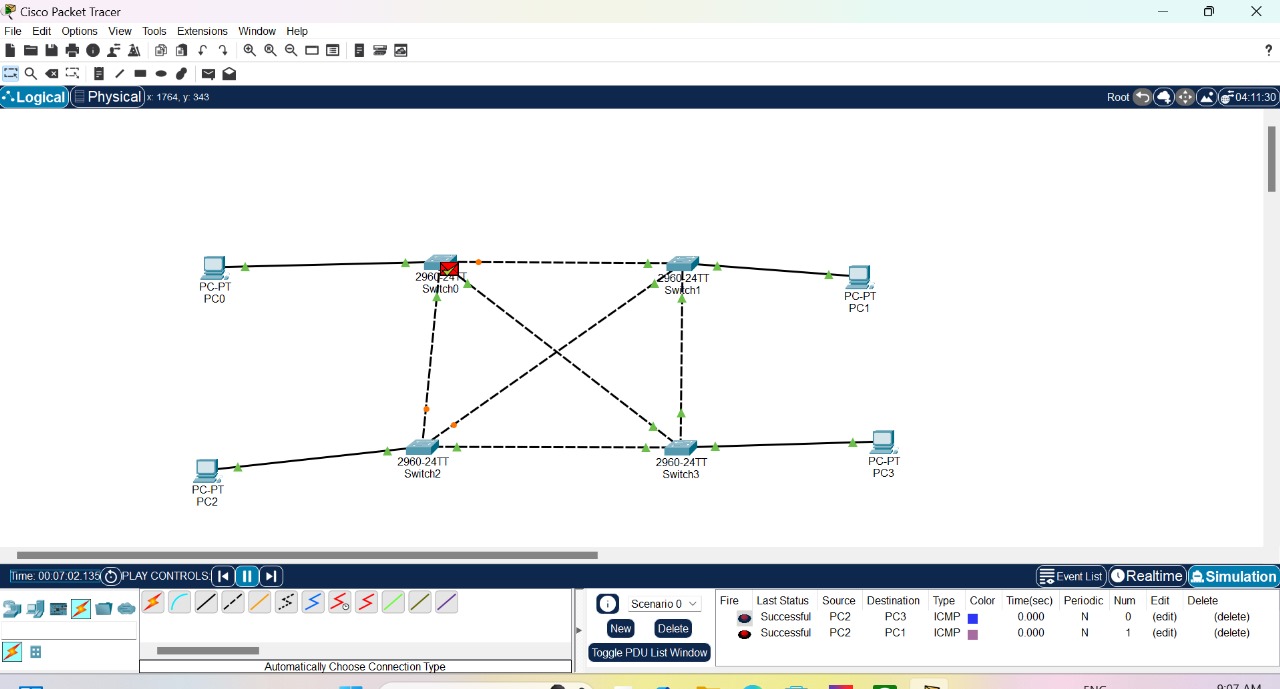 Cisco Packet Tracer
File Edit Options View Tools Extensions Window Help
?
Logical Physical x: 1764, y: 343 Root 04:11:30
PC-PT
PC0
2960-24TT
Switch0
2960-24TT
Switch1
PC-PT
PC1
PC-PT
PC2
2960-24TT
Switch2
2960-24TT
Switch3
PC-PT
PC3
Time: 00:07:02.135 PLAY CONTROLS: Event List Realtime Simulation
Automatically Choose Connection Type
Scenario 0
New Delete
Toggle PDU List Window
Fire Last Status Source Destination Type Color Time(sec) Periodic Num Edit Delete
Successful PC2 PC3 ICMP 0.000 N 0 (edit) (delete)
Successful PC2 PC1 ICMP 0.000 N 1 (edit) (delete)
ENG 9:07 AM